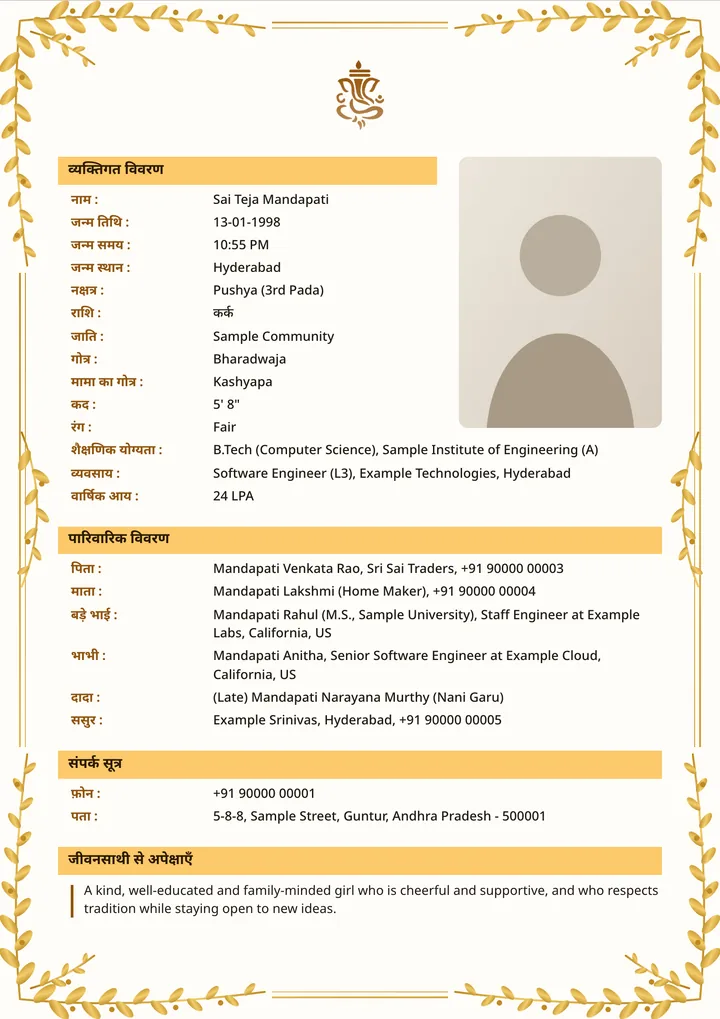 व्यक्तिगत विवरण
नाम : Sai Teja Mandapati
जन्म तिथि : 13-01-1998
जन्म समय : 10:55 PM
जन्म स्थान : Hyderabad
नक्षत्र : Pushya (3rd Pada)
राशि : कर्क
जाति : Sample Community
गोत्र : Bharadwaja
मामा का गोत्र : Kashyapa
कद : 5' 8"
रंग : Fair
शैक्षणिक योग्यता : B.Tech (Computer Science), Sample Institute of Engineering (A)
व्यवसाय : Software Engineer (L3), Example Technologies, Hyderabad
वार्षिक आय : 24 LPA
पारिवारिक विवरण
पिता : Mandapati Venkata Rao, Sri Sai Traders, +91 90000 00003
माता : Mandapati Lakshmi (Home Maker), +91 90000 00004
बड़े भाई : Mandapati Rahul (M.S., Sample University), Staff Engineer at Example
Labs, California, US
भाभी : Mandapati Anitha, Senior Software Engineer at Example Cloud,
California, US
दादा : (Late) Mandapati Narayana Murthy (Nani Garu)
ससुर : Example Srinivas, Hyderabad, +91 90000 00005
संपर्क सूत्र
फ़ोन : +91 90000 00001
पता : 5-8-8, Sample Street, Guntur, Andhra Pradesh - 500001
जीवनसाथी से अपेक्षाएँ
A kind, well-educated and family-minded girl who is cheerful and supportive, and who respects
tradition while staying open to new ideas.